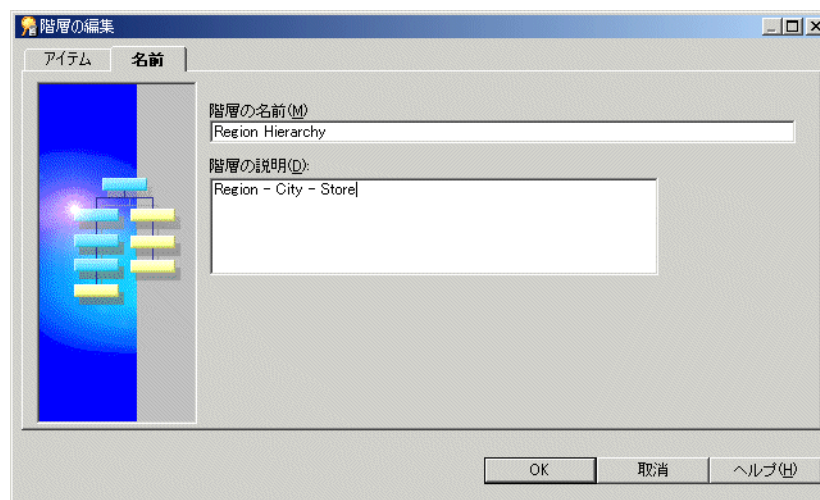 階層の編集
アイテム 名前
階層の名前(M)
Region Hierarchy
階層の説明(D):
Region - City - Store
OK 取消 ヘルプ(H)